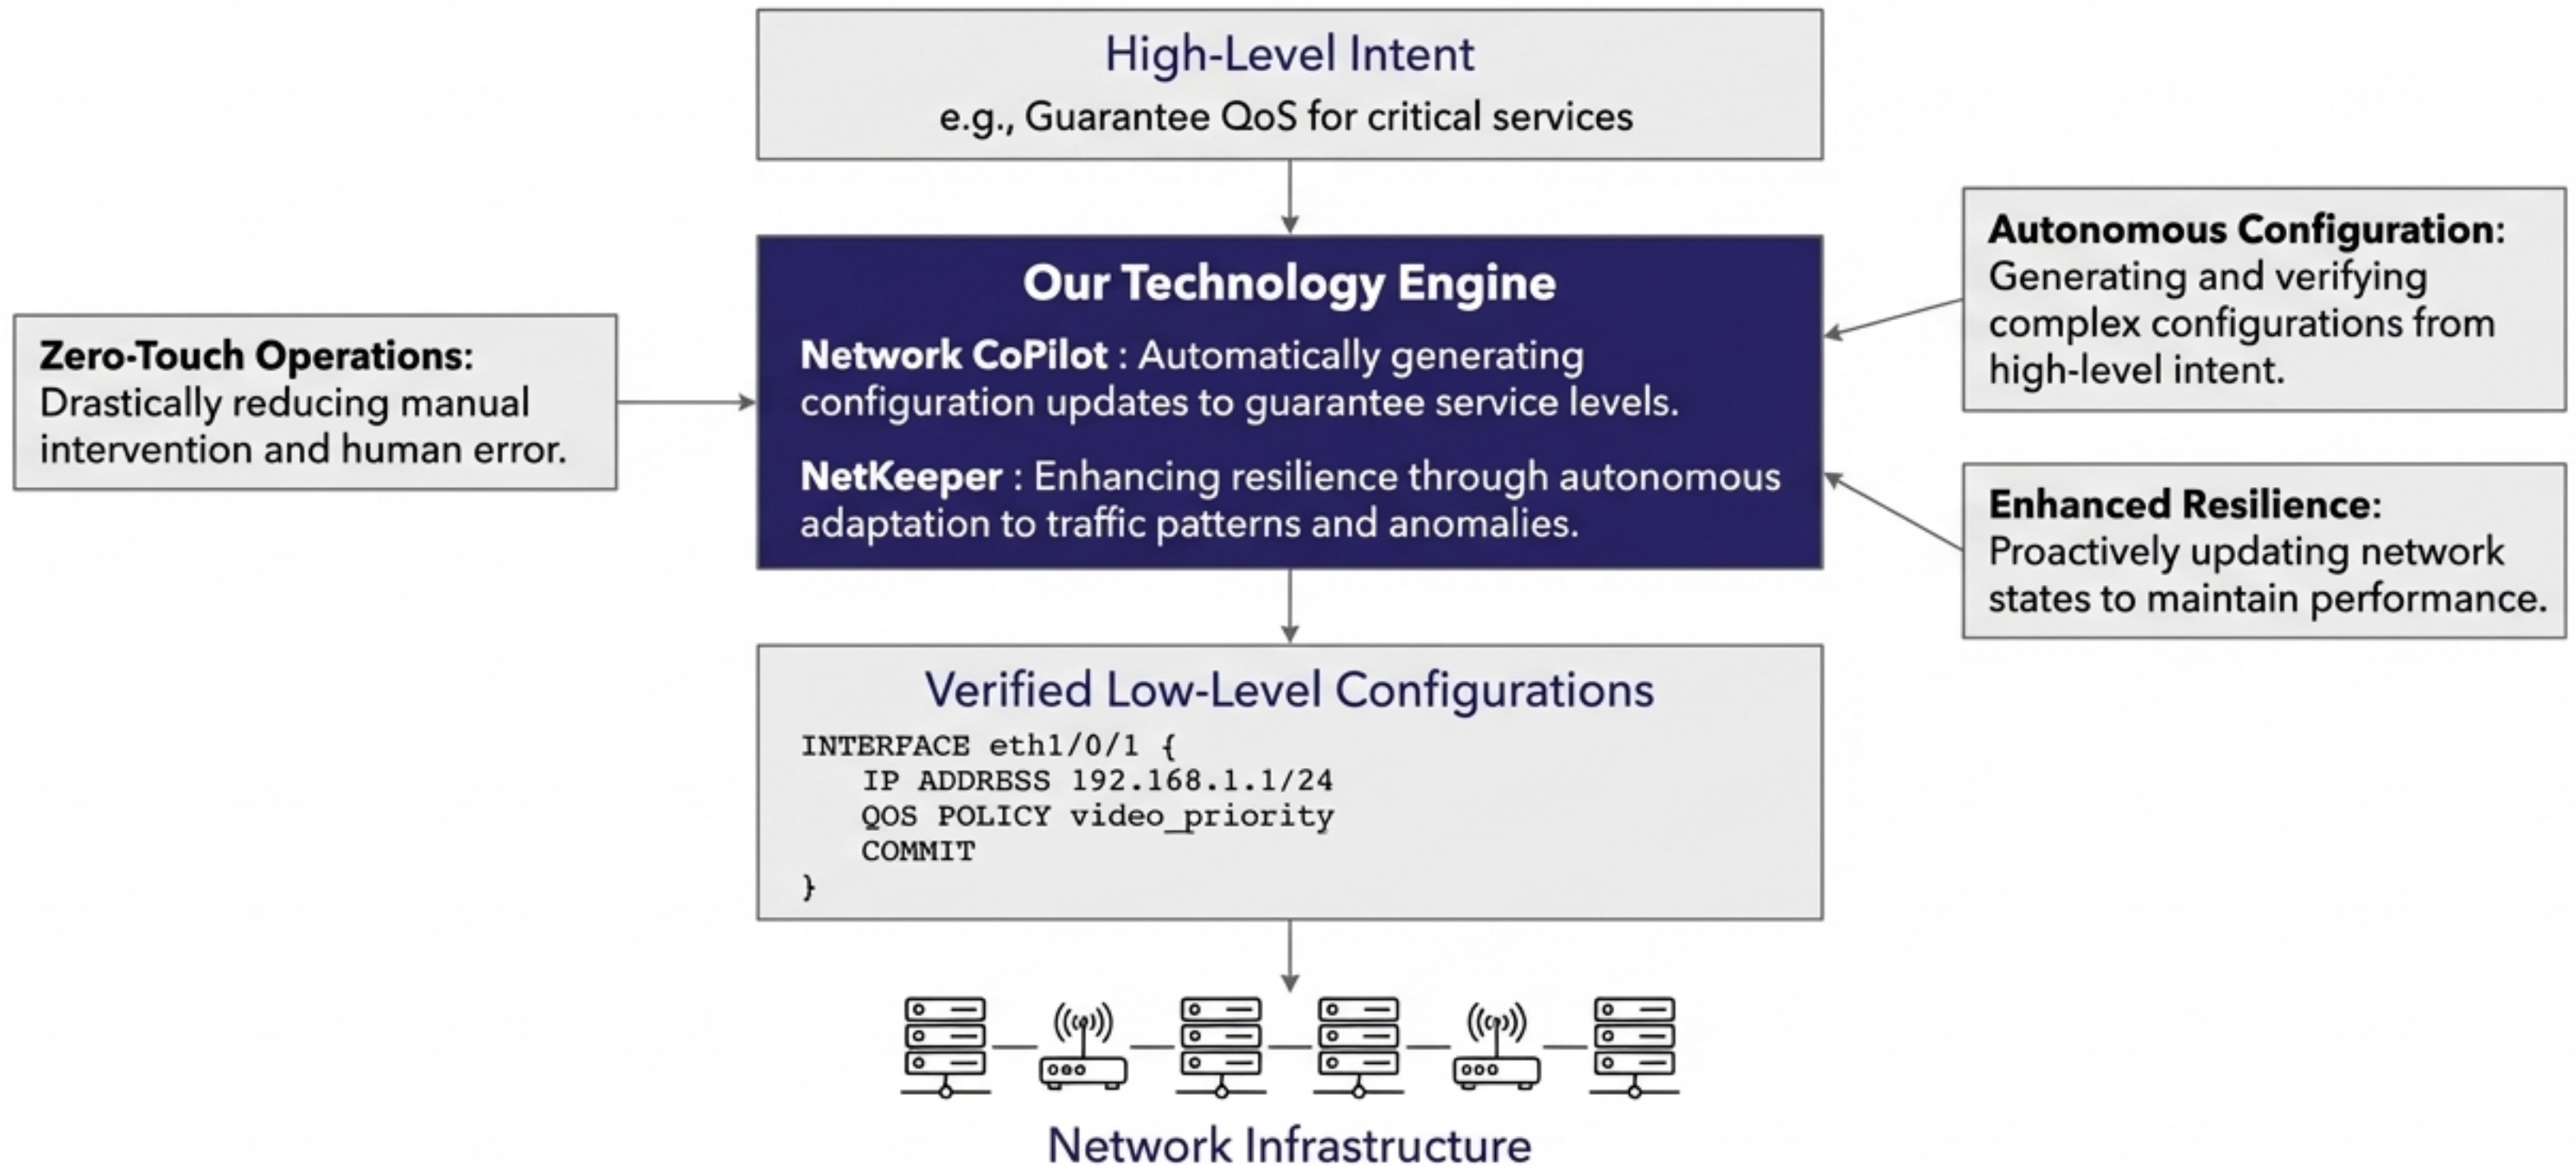 High-Level Intent
e.g., Guarantee QoS for critical services
Our Technology Engine
Network CoPilot : Automatically generating
configuration updates to guarantee service levels.
NetKeeper : Enhancing resilience through autonomous
adaptation to traffic patterns and anomalies.
Zero-Touch Operations:
Drastically reducing manual
intervention and human error.
Autonomous Configuration:
Generating and verifying
complex configurations from
high-level intent.
Enhanced Resilience:
Proactively updating network
states to maintain performance.
Verified Low-Level Configurations
INTERFACE eth1/0/1 {
IP ADDRBSS 192.168.1.1/24
QOS POLICY video_priority
COMMIT
}
Network Infrastructure